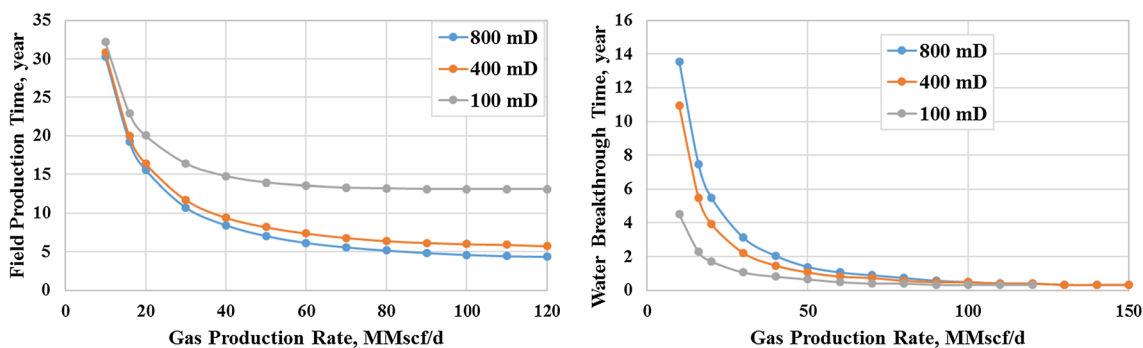 Field Production Time, year
35
30
25
20
15
10
5
0
800 mD
400 mD
100 mD
0 20 40 60 80 100 120
Gas Production Rate, MMscf/d
Water Breakthrough Time, year
16
14
12
10
8
6
4
2
0
800 mD
400 mD
100 mD
0 50 100 150
Gas Production Rate, MMscf/d